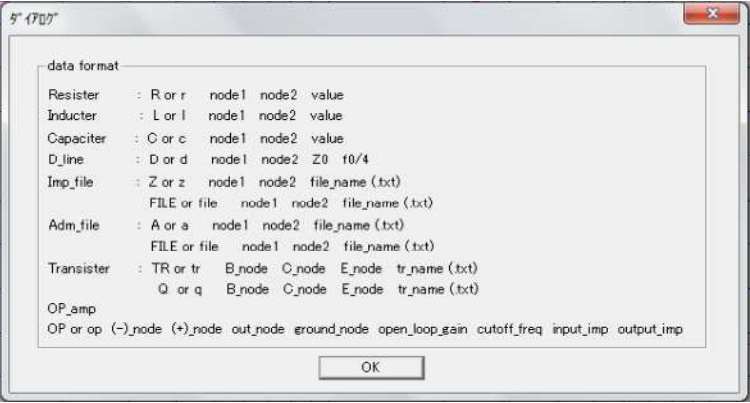 ﾀﾞｲｱﾛｸﾞ
data format
Resister : R or r node1 node2 value
Inducter : L or l node1 node2 value
Capaciter : C or c node1 node2 value
D_line : D or d node1 node2 Z0 f0/4
Imp_file : Z or z node1 node2 file_name (.txt)
FILE or file node1 node2 file_name (.txt)
Adm_file : A or a node1 node2 file_name (.txt)
FILE or file node1 node2 file_name (.txt)
Transister : TR or tr B_node C_node E_node tr_name (.txt)
Q or q B_node C_node E_node tr_name (.txt)
OP_amp
OP or op (-)_node (+)_node out_node ground_node open_loop_gain cutoff_freq input_imp output_imp
OK